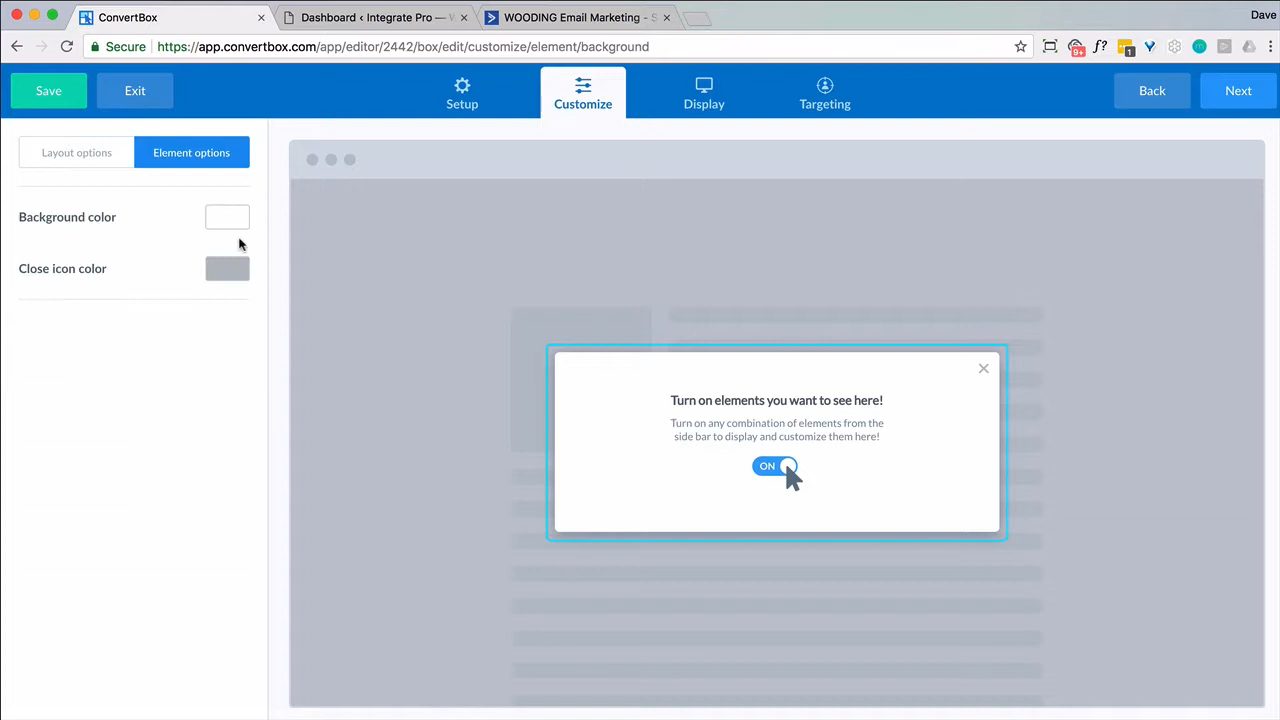 ConvertBox
Dashboard ‹ Integrate Pro —
WOODING Email Marketing - S
Dave
Secure
https://app.convertbox.com/app/editor/2442/box/edit/customize/element/background
9+
f?
1
Save
Exit
Setup
Customize
Display
Targeting
Back
Next
Layout options
Element options
Background color
Close icon color
Turn on elements you want to see here!
Turn on any combination of elements from the
side bar to display and customize them here!
ON